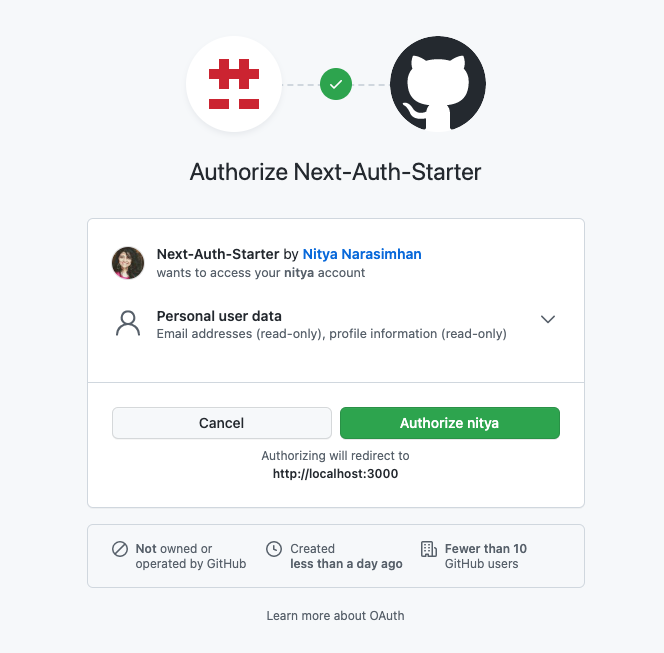 Authorize Next-Auth-Starter
Next-Auth-Starter by Nitya Narasimhan
wants to access your nitya account
Personal user data
Email addresses (read-only), profile information (read-only)
Cancel
Authorize nitya
Authorizing will redirect to
http://localhost:3000
Not owned or
operated by GitHub
Created
less than a day ago
Fewer than 10
GitHub users
Learn more about OAuth